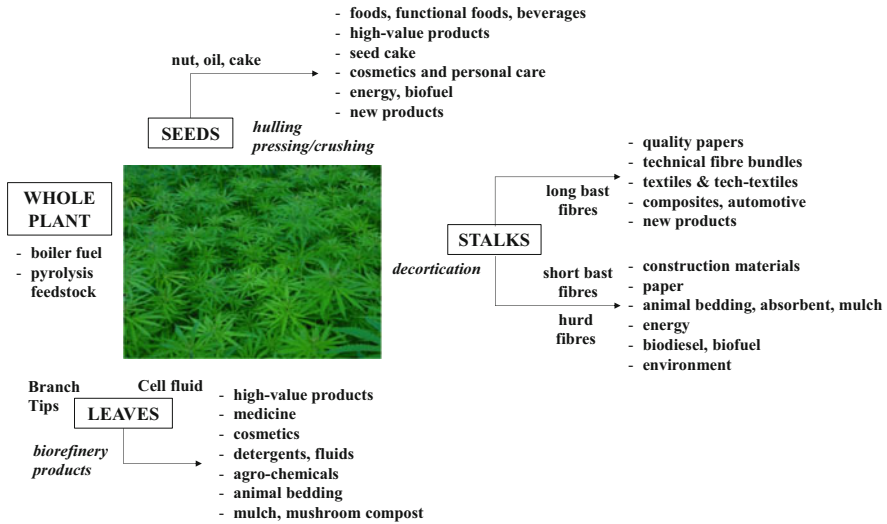 - foods, functional foods, beverages
- high-value products
- seed cake
- cosmetics and personal care
- energy, biofuel
- new products
nut, oil, cake
SEEDS
hulling
pressing/crushing
WHOLE
PLANT
- boiler fuel
- pyrolysis
feedstock
- quality papers
- technical fibre bundles
- textiles & tech-textiles
- composites, automotive
- new products
long bast
fibres
STALKS
decortication
short bast
fibres
hurd
fibres
- construction materials
- paper
- animal bedding, absorbent, mulch
- energy
- biodiesel, biofuel
- environment
Branch
Tips
Cell fluid
LEAVES
biorefinery
products
- high-value products
- medicine
- cosmetics
- detergents, fluids
- agro-chemicals
- animal bedding
- mulch, mushroom compost